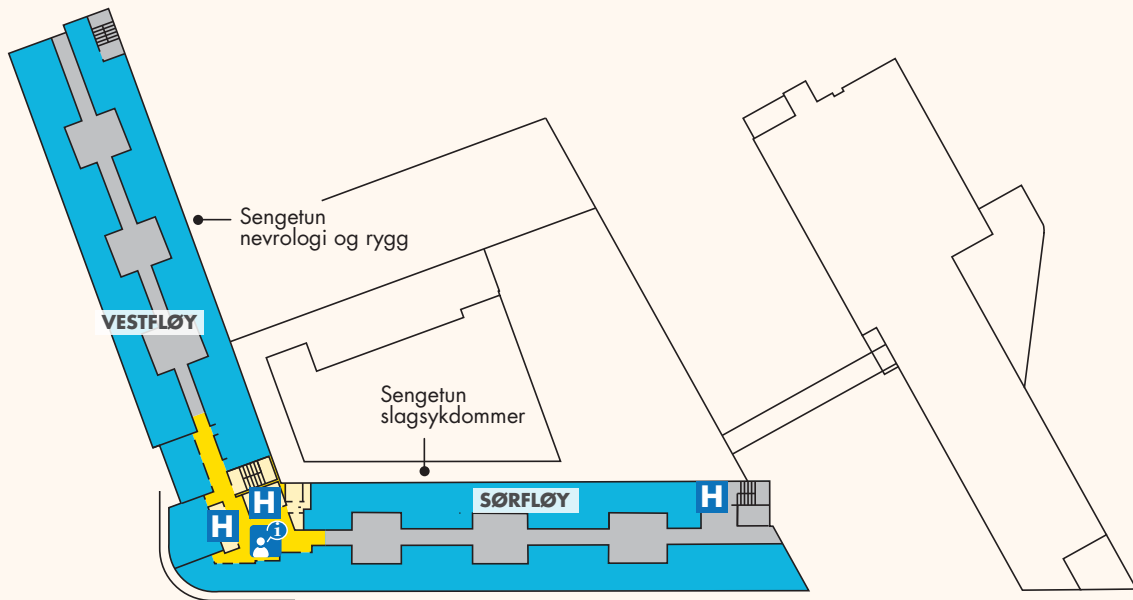 Sengetun
nevrologi og rygg
VESTFLØY
Sengetun
slagsykdommer
SØRFLØY
H
H
H
i